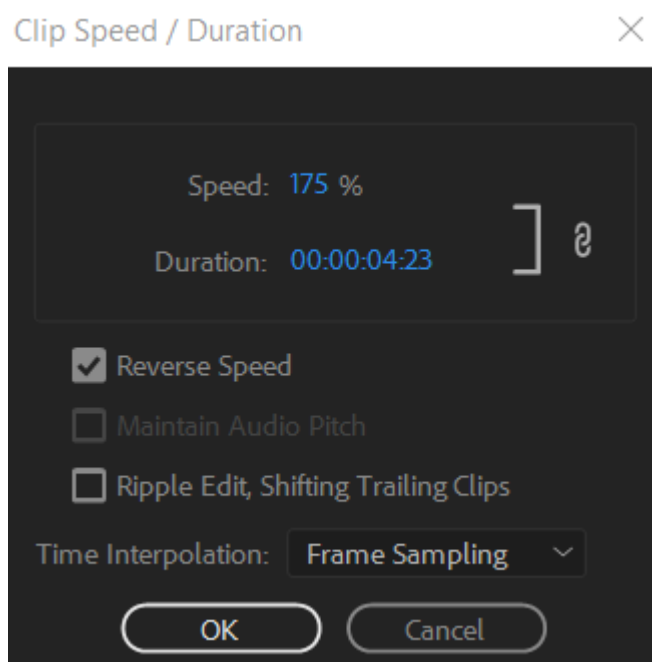 Clip Speed / Duration
Speed: 175 %
Duration: 00:00:04:23
Reverse Speed
Maintain Audio Pitch
Ripple Edit, Shifting Trailing Clips
Time Interpolation: Frame Sampling
OK Cancel